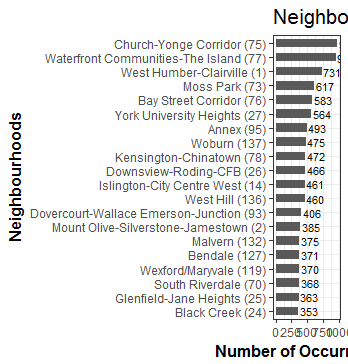 Neighbo
Church-Yonge Corridor (75)
Waterfront Communities-The Island (77)
West Humber-Clairville (1) 731
Moss Park (73) 617
Bay Street Corridor (76) 583
York University Heights (27) 564
Annex (95) 493
Woburn (137) 475
Kensington-Chinatown (78) 472
Downsview-Roding-CFB (26) 466
Islington-City Centre West (14) 461
West Hill (136) 460
Dovercourt-Wallace Emerson-Junction (93) 406
Mount Olive-Silverstone-Jamestown (2) 385
Malvern (132) 375
Bendale (127) 371
Wexford/Maryvale (119) 370
South Riverdale (70) 368
Glenfield-Jane Heights (25) 363
Black Creek (24) 353
Neighbourhoods
0 250 500 750 1000
Number of Occurr